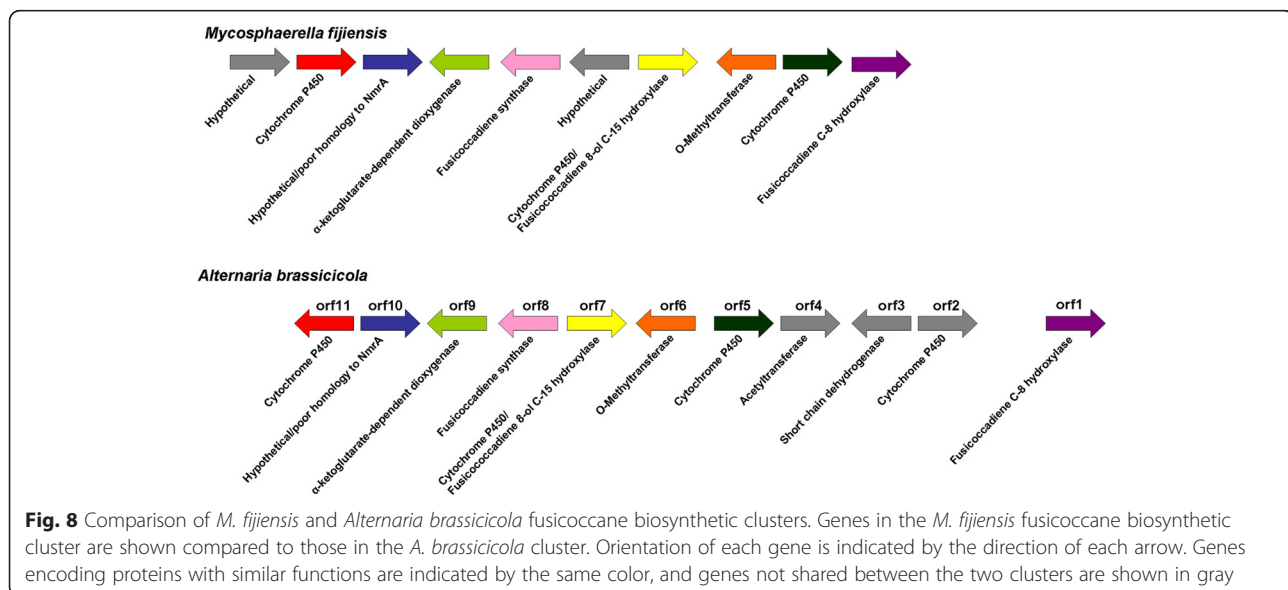 Mycosphaerella fijiensis
Hypothetical
Cytochrome P450
Hypothetical/poor homology to NmrA
α-ketoglutarate-dependent dioxygenase
Fusicoccadiene synthase
Hypothetical
Cytochrome P450/
Fusicococcadiene 8-ol C-15 hydroxylase
O-Methyltransferase
Cytochrome P450
Fusicoccadiene C-8 hydroxylase
Alternaria brassicicola
orf11 orf10 orf9 orf8 orf7 orf6 orf5 orf4 orf3 orf2 orf1
Cytochrome P450
Hypothetical/poor homology to NmrA
α-ketoglutarate-dependent dioxygenase
Fusicoccadiene synthase
Cytochrome P450/
Fusicococcadiene 8-ol C-15 hydroxylase
O-Methyltransferase
Cytochrome P450
Acetyltransferase
Short chain dehydrogenase
Cytochrome P450
Fusicoccadiene C-8 hydroxylase
Fig. 8 Comparison of M. fijiensis and Alternaria brassicicola fusicoccane biosynthetic clusters. Genes in the M. fijiensis fusicoccane biosynthetic
cluster are shown compared to those in the A. brassicicola cluster. Orientation of each gene is indicated by the direction of each arrow. Genes
encoding proteins with similar functions are indicated by the same color, and genes not shared between the two clusters are shown in gray